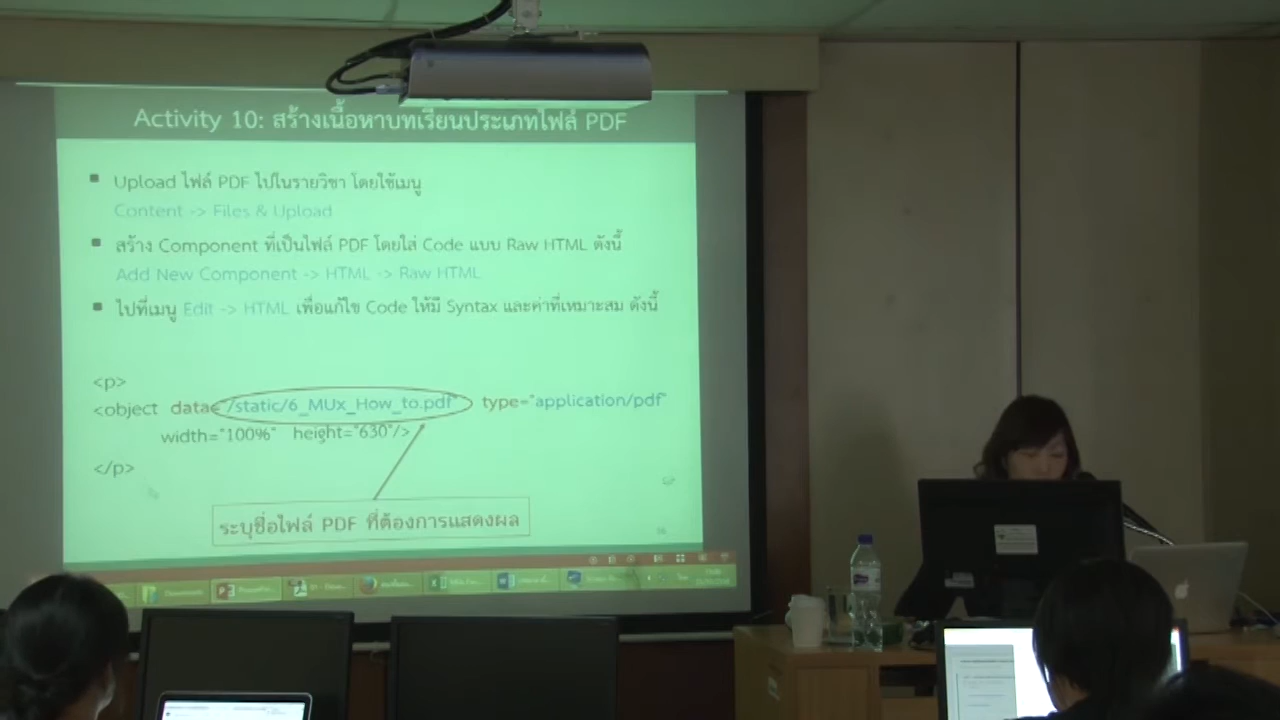 Activity 10: สร้างเนื้อหาบทเรียนประเภทไฟล์ PDF
Upload ไฟล์ PDF ไปในรายวิชา โดยใช้เมนู
Content -> Files & Upload
สร้าง Component ที่เป็นไฟล์ PDF โดยใส่ Code แบบ Raw HTML ดังนี้
Add New Component -> HTML -> Raw HTML
ไปที่เมนู Edit -> HTML เพื่อแก้ไข Code ให้มี Syntax และค่าที่เหมาะสม ดังนี้
<p>
<object data="/static/6_MUx_How_to.pdf" type="application/pdf"
width="100%" height="630"/>
</p>
ระบุชื่อไฟล์ PDF ที่ต้องการแสดงผล